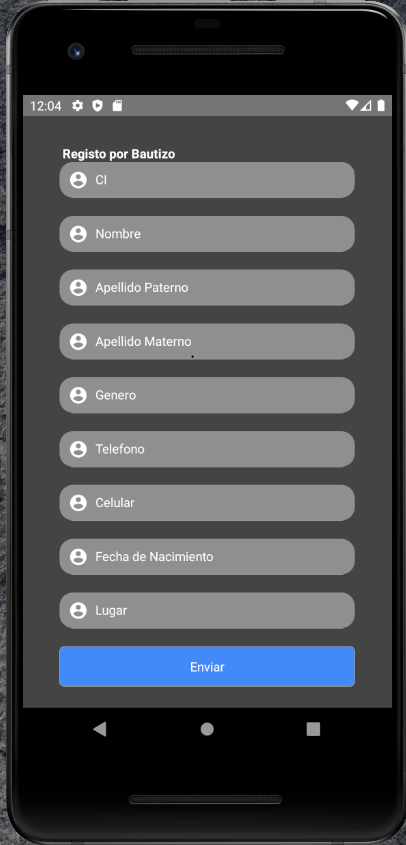 12:04
Registo por Bautizo
CI
Nombre
Apellido Paterno
Apellido Materno
Genero
Telefono
Celular
Fecha de Nacimiento
Lugar
Enviar